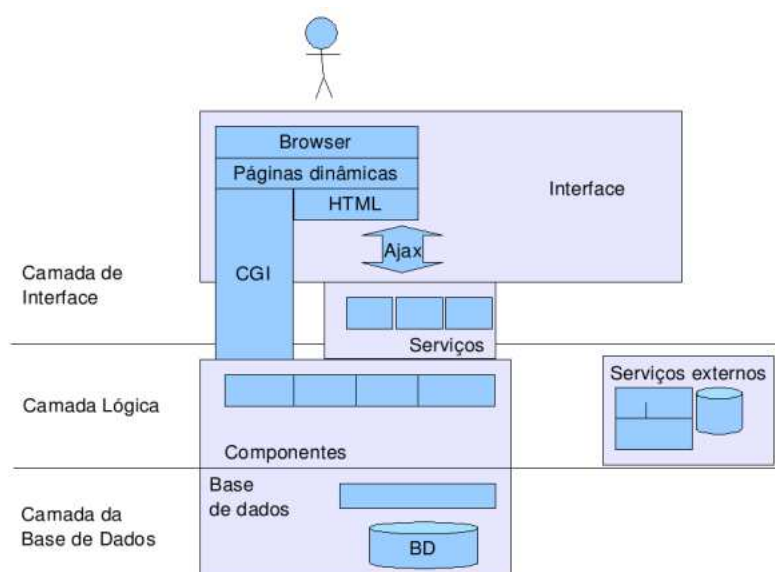 Browser
Páginas dinâmicas
HTML
Interface
Ajax
CGI
Camada de
Interface
Serviços
Serviços externos
Camada Lógica
Componentes
Base
de dados
Camada da
Base de Dados
BD